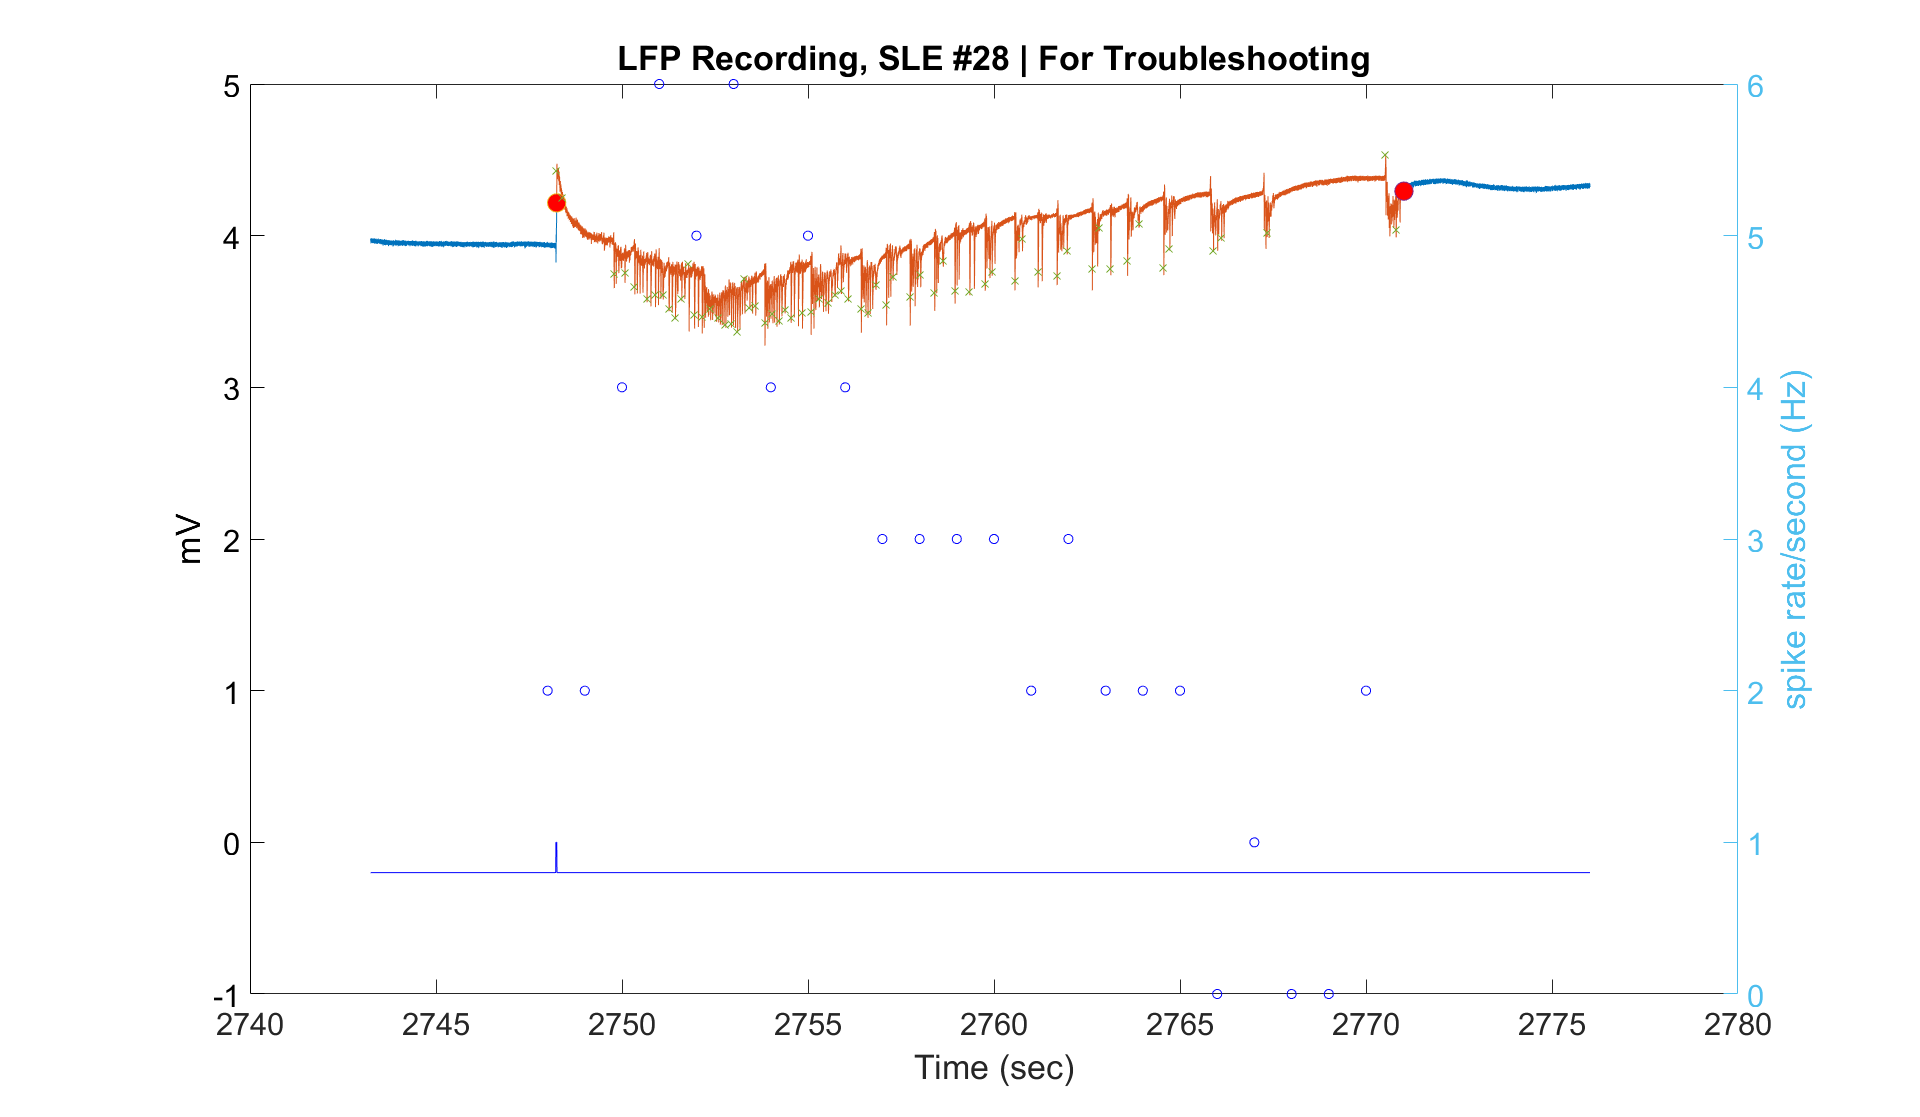 LFP Recording, SLE #28 | For Troubleshooting
5
4
3
2
1
0
-1
mV
6
5
4
3
2
1
0
spike rate/second (Hz)
2740 2745 2750 2755 2760 2765 2770 2775 2780
Time (sec)